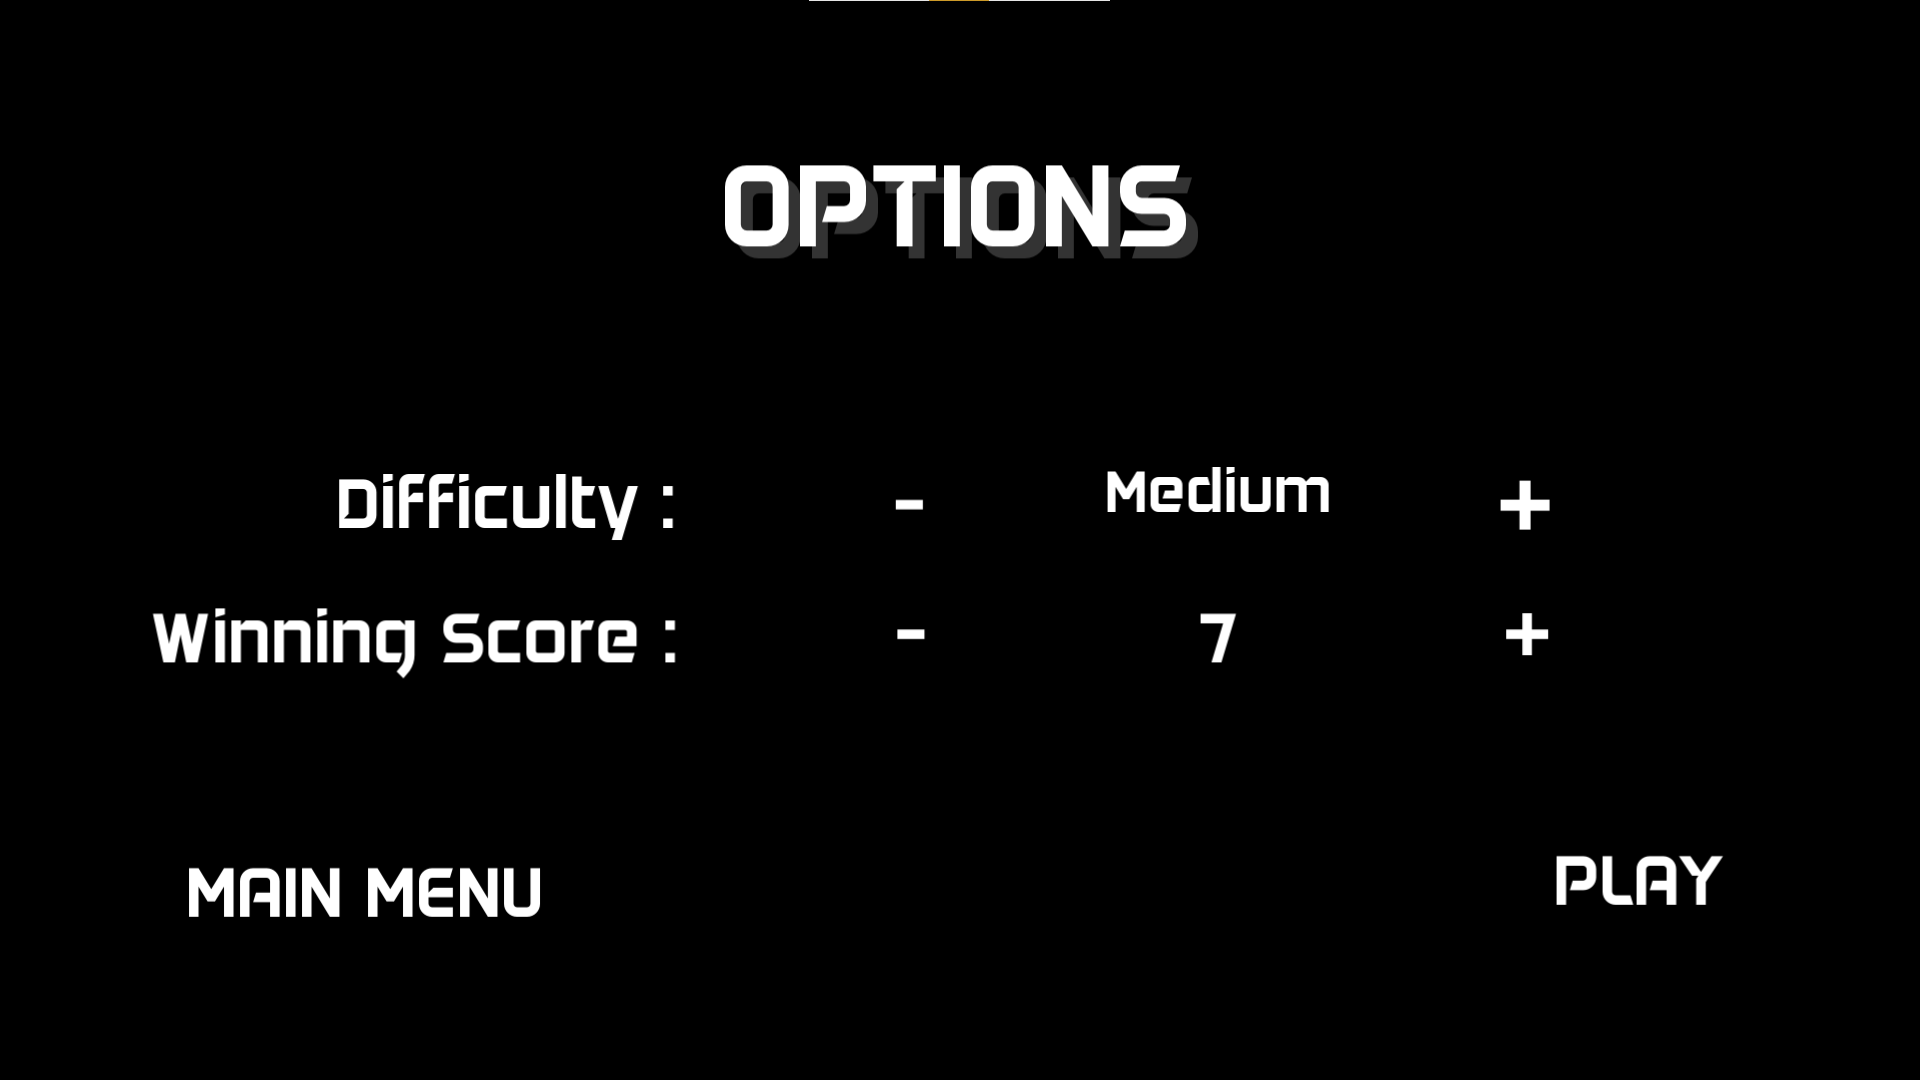 OPTIONS
Difficulty : - Medium +
Winning Score : - 7 +
MAIN MENU PLAY